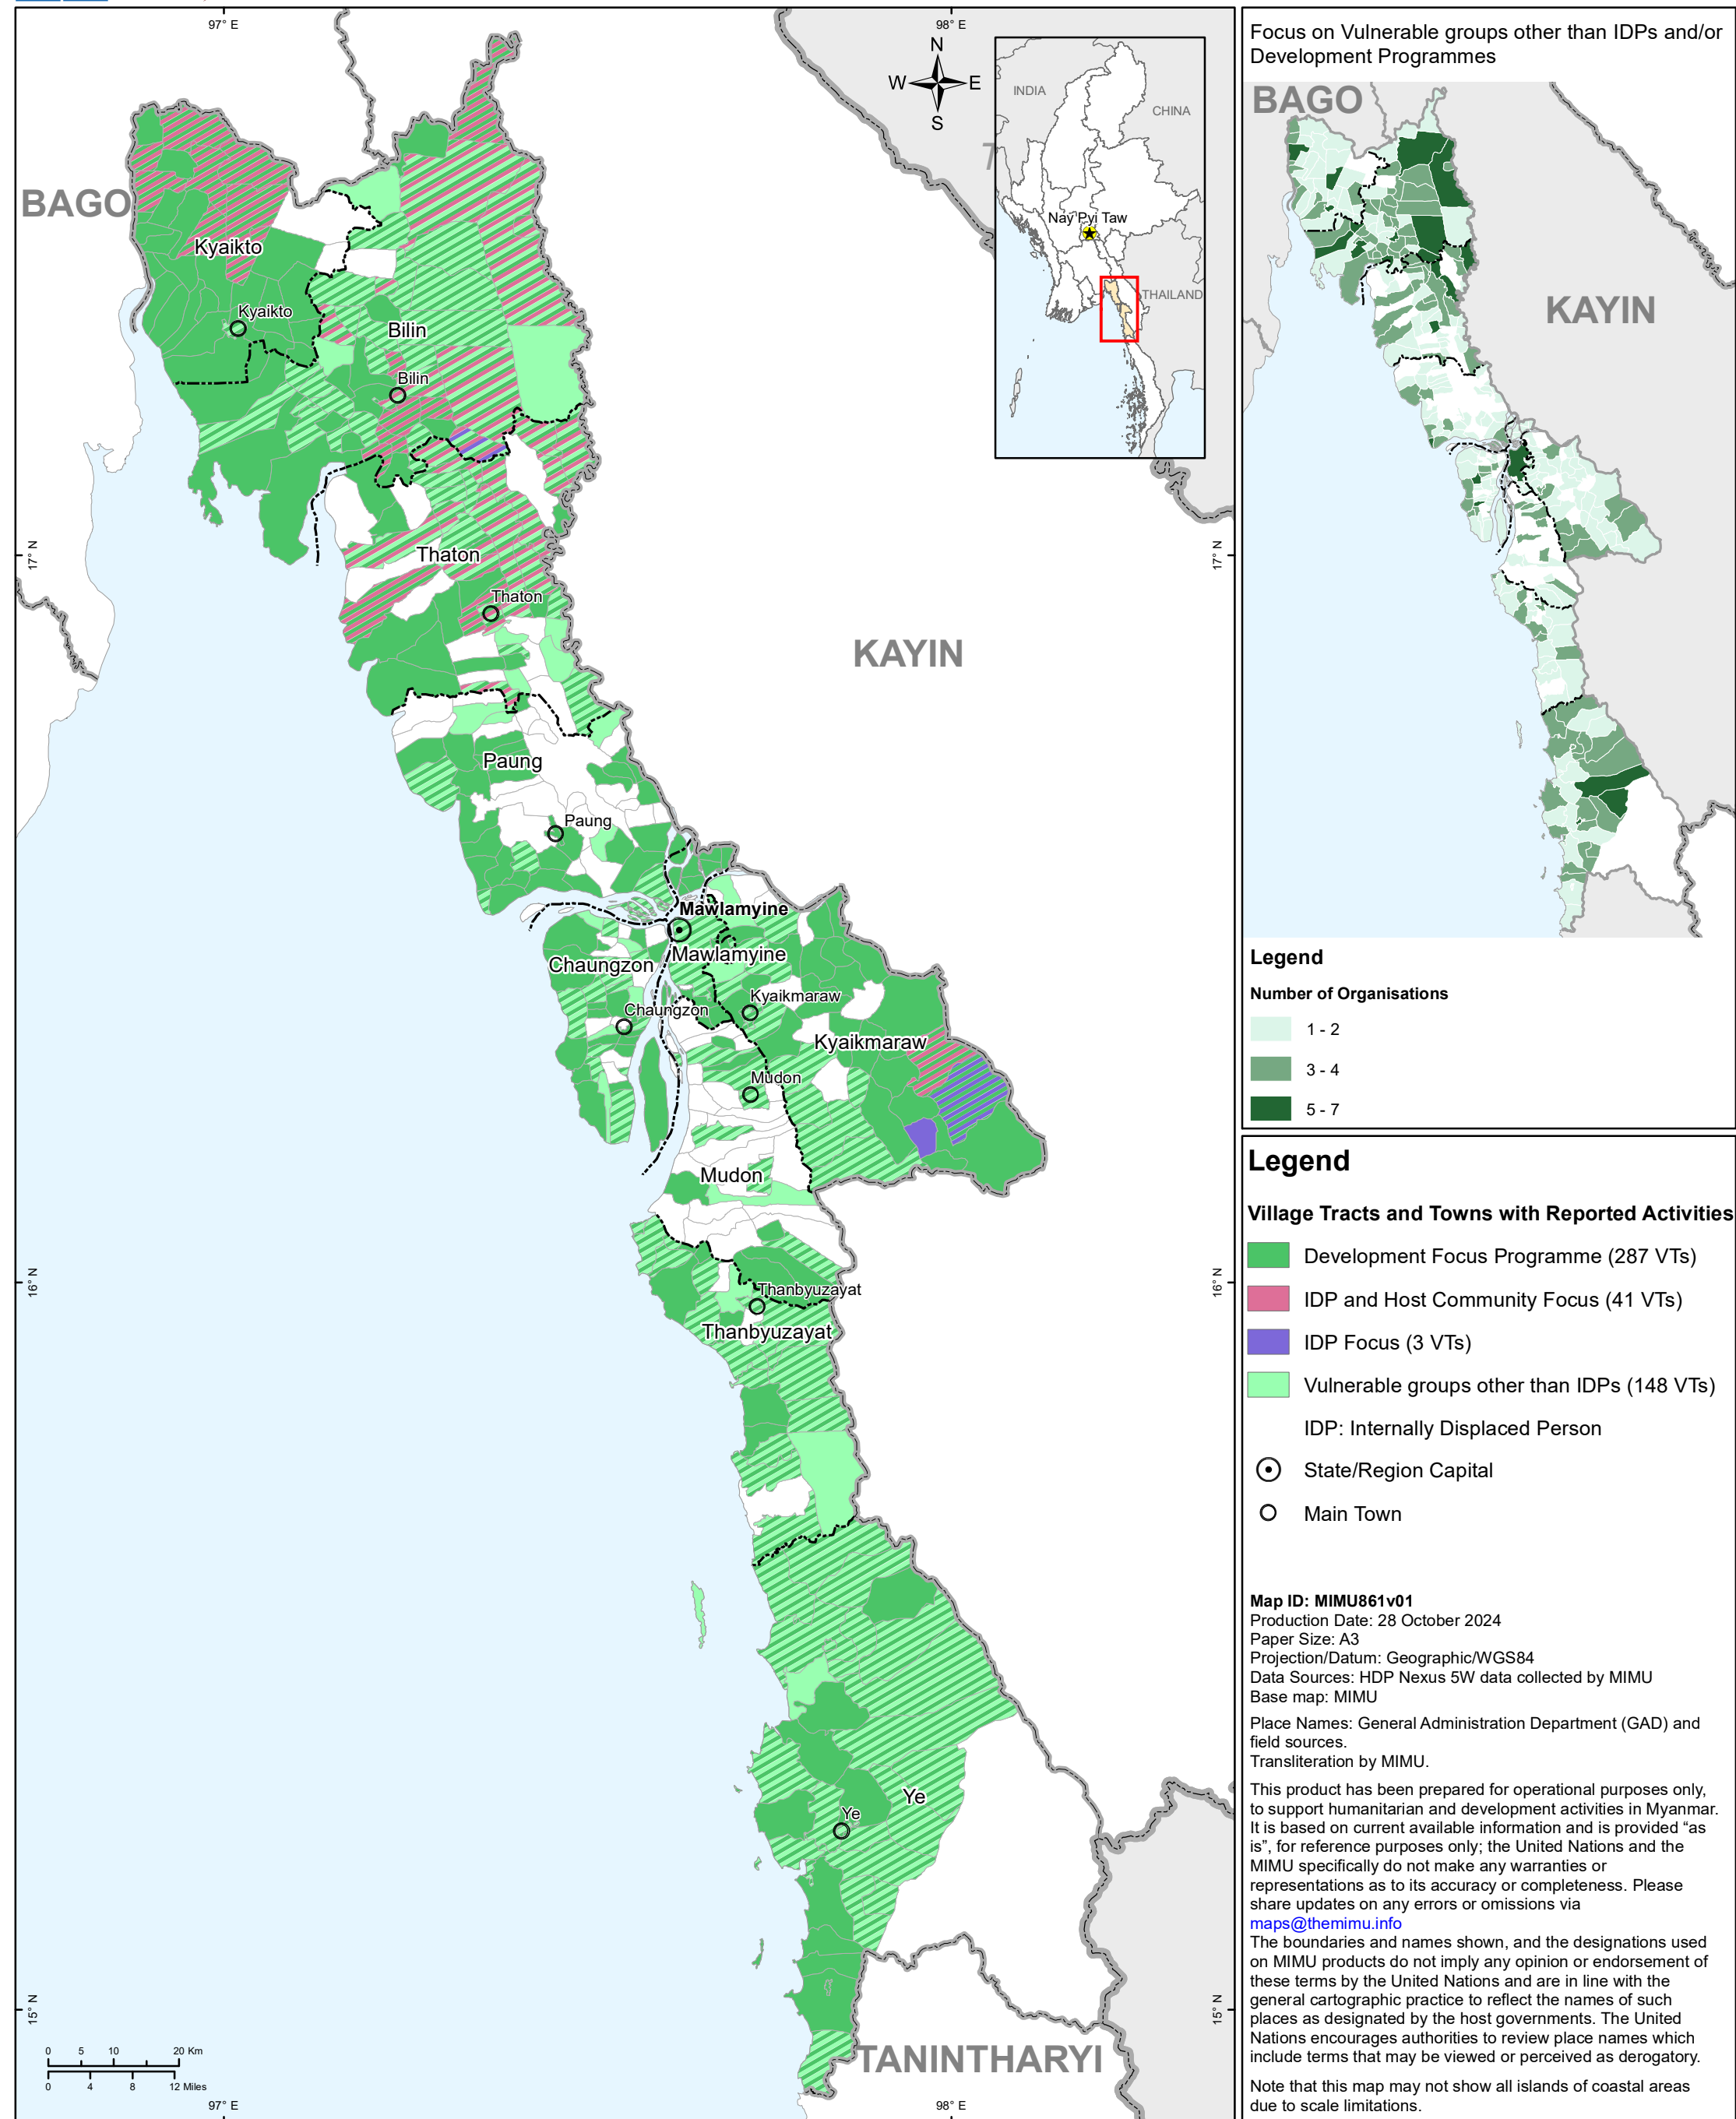 97° E
98° E
N
W
E
S
INDIA
CHINA
Nay Pyi Taw
THAILAND
BAGO
Kyaikto
Kyaikto
Bilin
Bilin
17° N
17° N
Thaton
Thaton
KAYIN
Paung
Paung
Mawlamyine
Mawlamyine
Chaungzon
Kyaikmaraw
Chaungzon
Kyaikmaraw
Mudon
Mudon
16° N
16° N
Thanbyuzayat
Thanbyuzayat
Ye
Ye
15° N
15° N
TANINTHARYI
0 5 10 20 Km
0 4 8 12 Miles
97° E
98° E
Focus on Vulnerable groups other than IDPs and/or
Development Programmes
BAGO
KAYIN
Legend
Number of Organisations
1 - 2
3 - 4
5 - 7
Legend
Village Tracts and Towns with Reported Activities
Development Focus Programme (287 VTs)
IDP and Host Community Focus (41 VTs)
IDP Focus (3 VTs)
Vulnerable groups other than IDPs (148 VTs)
IDP: Internally Displaced Person
State/Region Capital
Main Town
Map ID: MIMU861v01
Production Date: 28 October 2024
Paper Size: A3
Projection/Datum: Geographic/WGS84
Data Sources: HDP Nexus 5W data collected by MIMU
Base map: MIMU
Place Names: General Administration Department (GAD) and
field sources.
Transliteration by MIMU.
This product has been prepared for operational purposes only,
to support humanitarian and development activities in Myanmar.
It is based on current available information and is provided “as
is”, for reference purposes only; the United Nations and the
MIMU specifically do not make any warranties or
representations as to its accuracy or completeness. Please
share updates on any errors or omissions via
maps@themimu.info
The boundaries and names shown, and the designations used
on MIMU products do not imply any opinion or endorsement of
these terms by the United Nations and are in line with the
general cartographic practice to reflect the names of such
places as designated by the host governments. The United
Nations encourages authorities to review place names which
include terms that may be viewed or perceived as derogatory.
Note that this map may not show all islands of coastal areas
due to scale limitations.